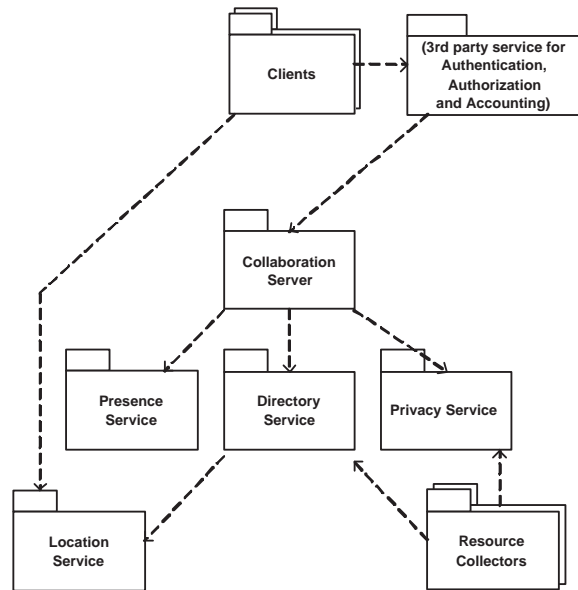 Clients
(3rd party service for
Authentication,
Authorization
and Accounting)
Collaboration
Server
Presence
Service
Directory
Service
Privacy Service
Location
Service
Resource
Collectors